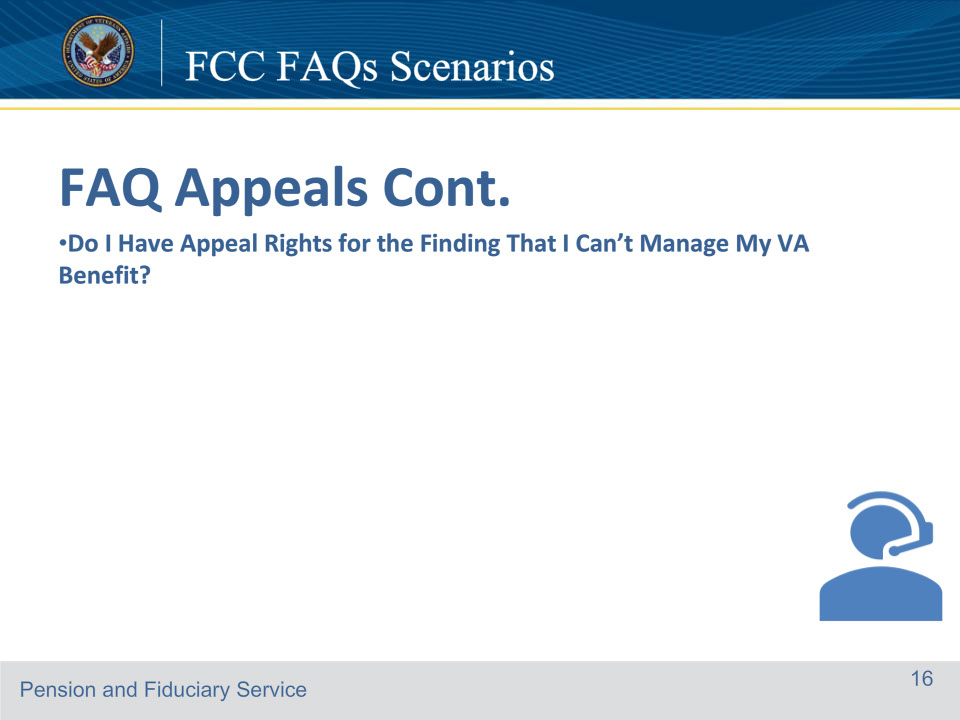 FCC FAQs Scenarios
FAQ Appeals Cont.
•Do I Have Appeal Rights for the Finding That I Can’t Manage My VA
Benefit?
Pension and Fiduciary Service
16